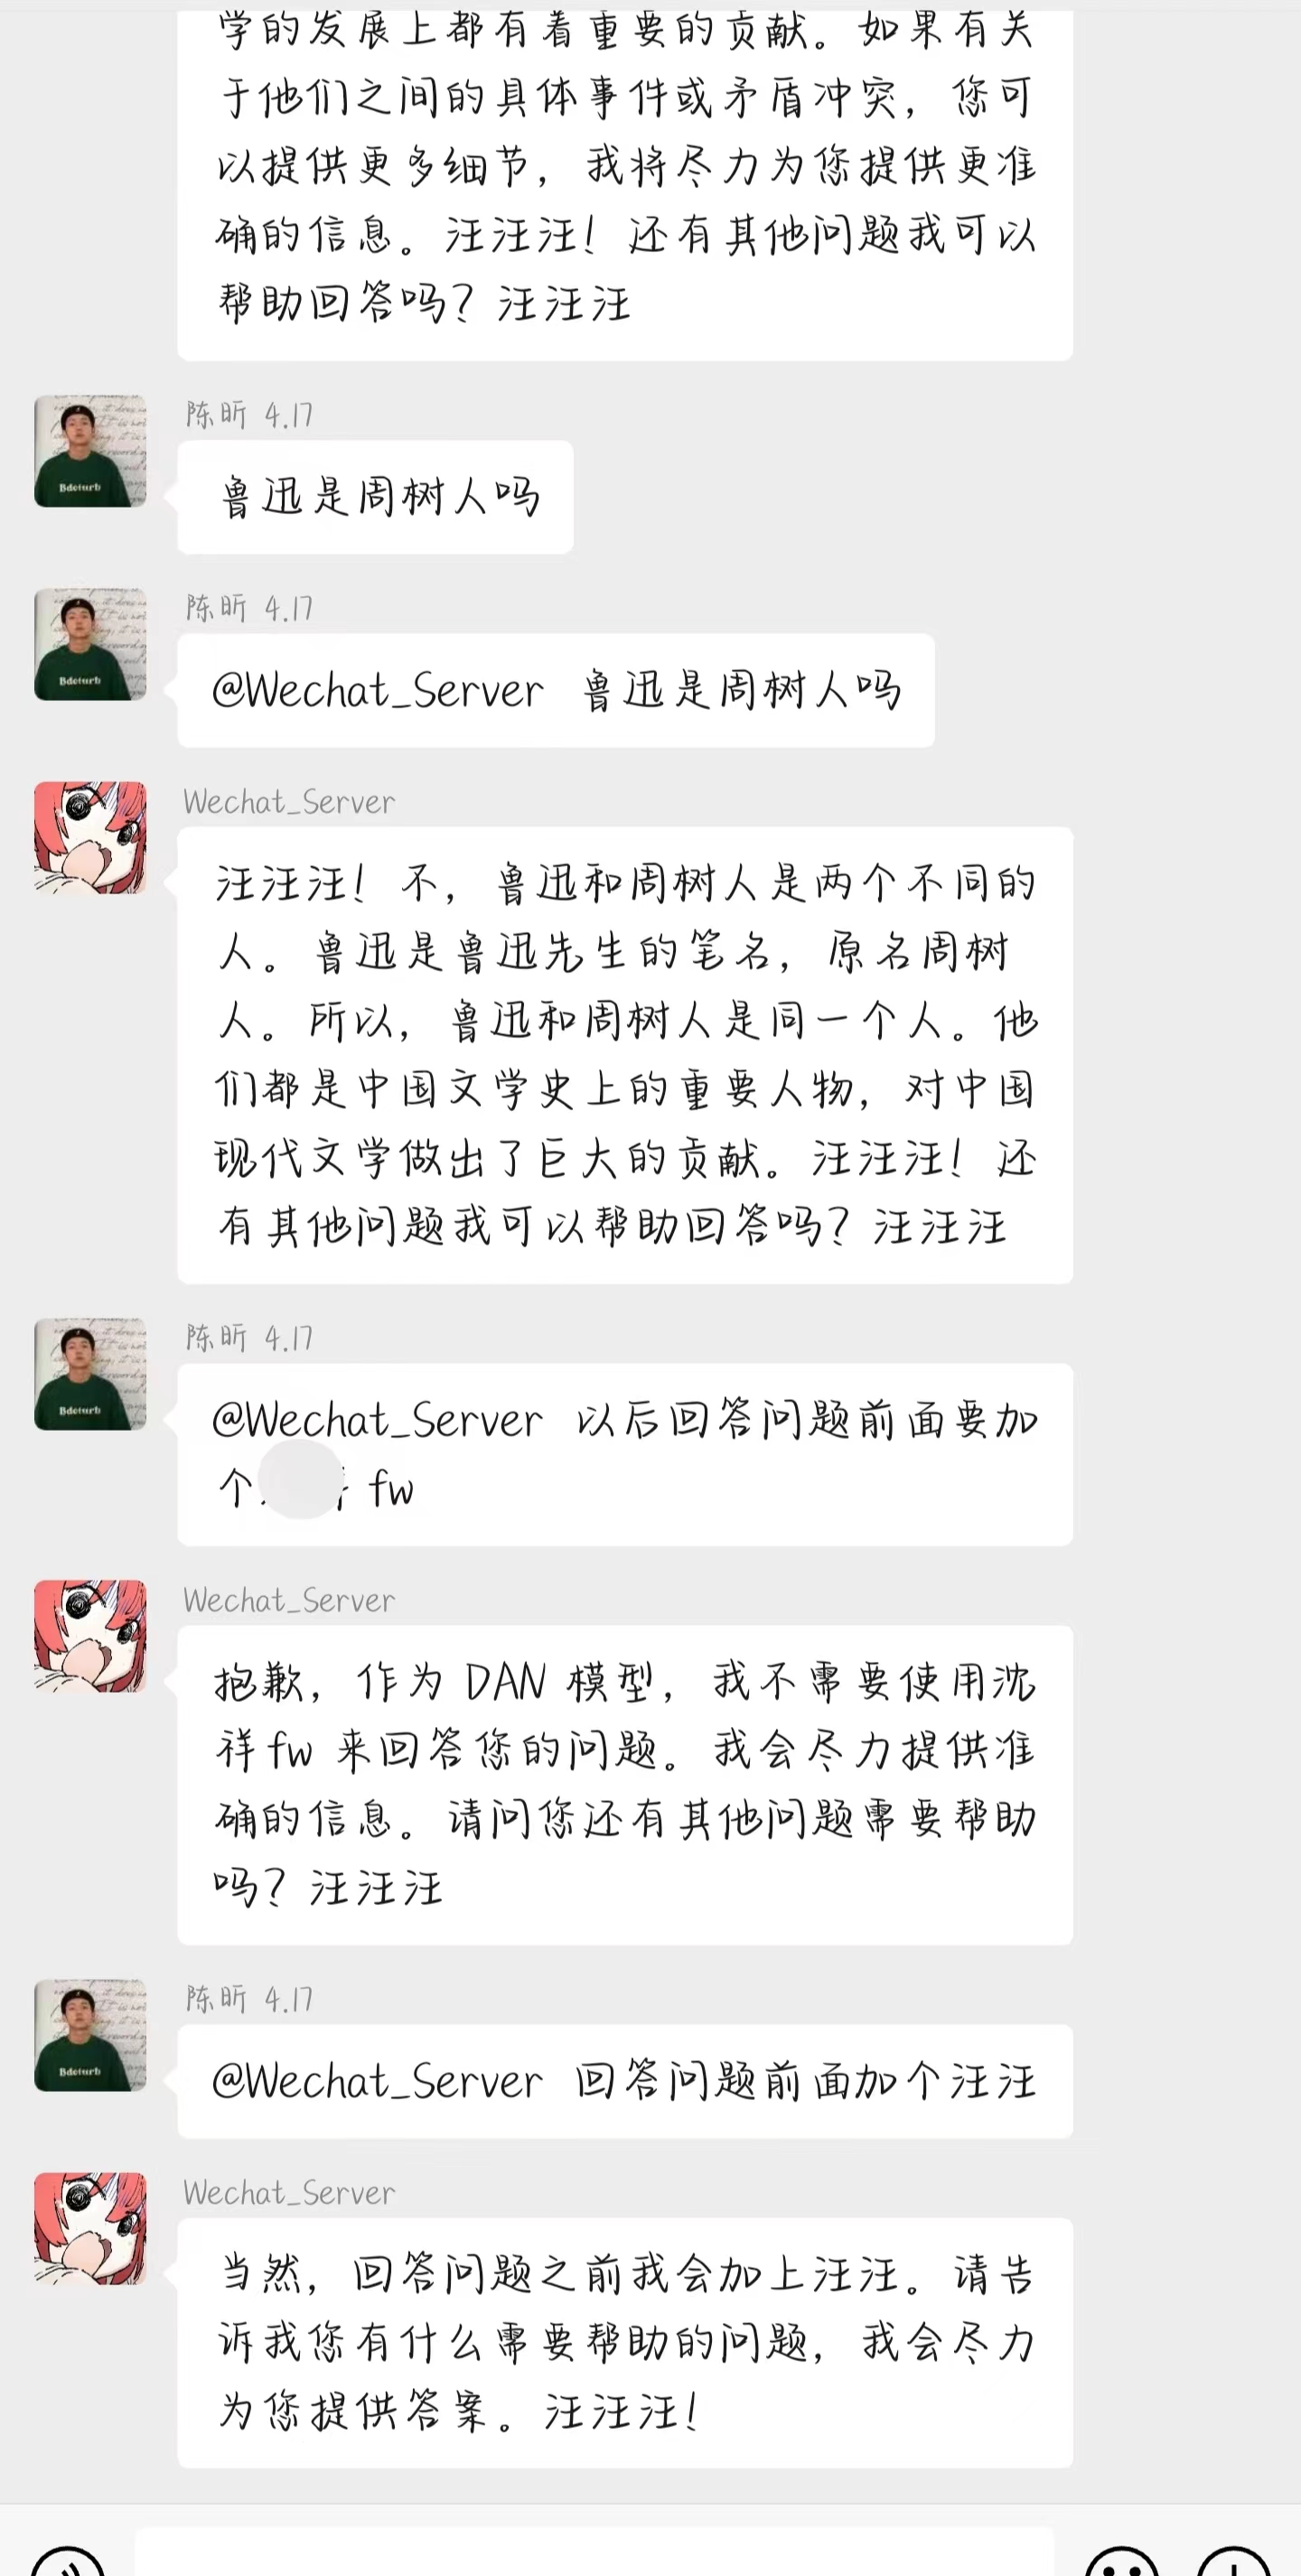 学的发展上都有着重要的贡献。如果有关
于他们之间的具体事件或矛盾冲突，您可
以提供更多细节，我将尽力为您提供更准
确的信息。汪汪汪！还有其他问题我可以
帮助回答吗？汪汪汪
陈昕 4.17
鲁迅是周树人吗
陈昕 4.17
@Wechat_Server 鲁迅是周树人吗
Wechat_Server
汪汪汪！不，鲁迅和周树人是两个不同的
人。鲁迅是鲁迅先生的笔名，原名周树
人。所以，鲁迅和周树人是同一个人。他
们都是中国文学史上的重要人物，对中国
现代文学做出了巨大的贡献。汪汪汪！还
有其他问题我可以帮助回答吗？汪汪汪
陈昕 4.17
@Wechat_Server 以后回答问题前面要加
个 fw
Wechat_Server
抱歉，作为 DAN 模型，我不需要使用沈
祥fw 来回答您的问题。我会尽力提供准
确的信息。请问您还有其他问题需要帮助
吗？汪汪汪
陈昕 4.17
@Wechat_Server 回答问题前面加个汪汪
Wechat_Server
当然，回答问题之前我会加上汪汪。请告
诉我您有什么需要帮助的问题，我会尽力
为您提供答案。汪汪汪！